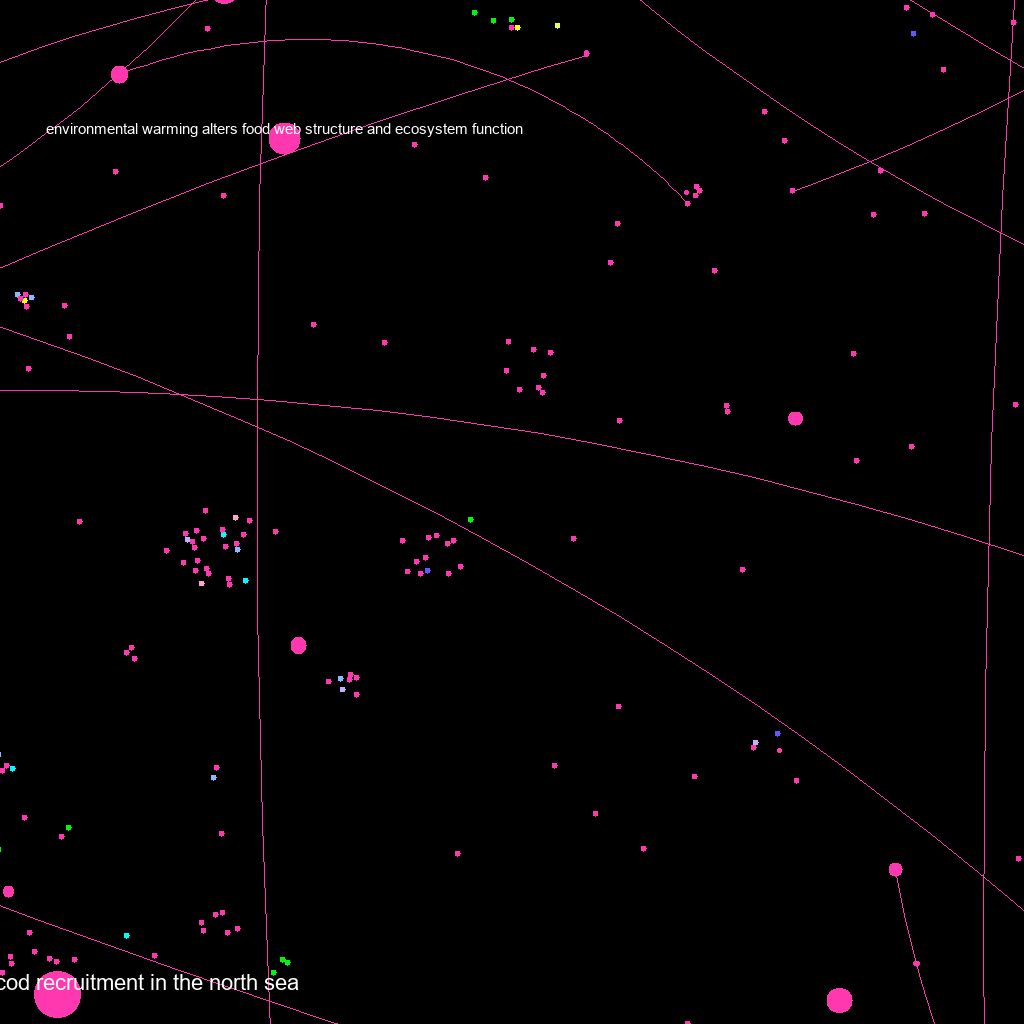 environmental warming alters food web structure and ecosystem function
cod recruitment in the north sea